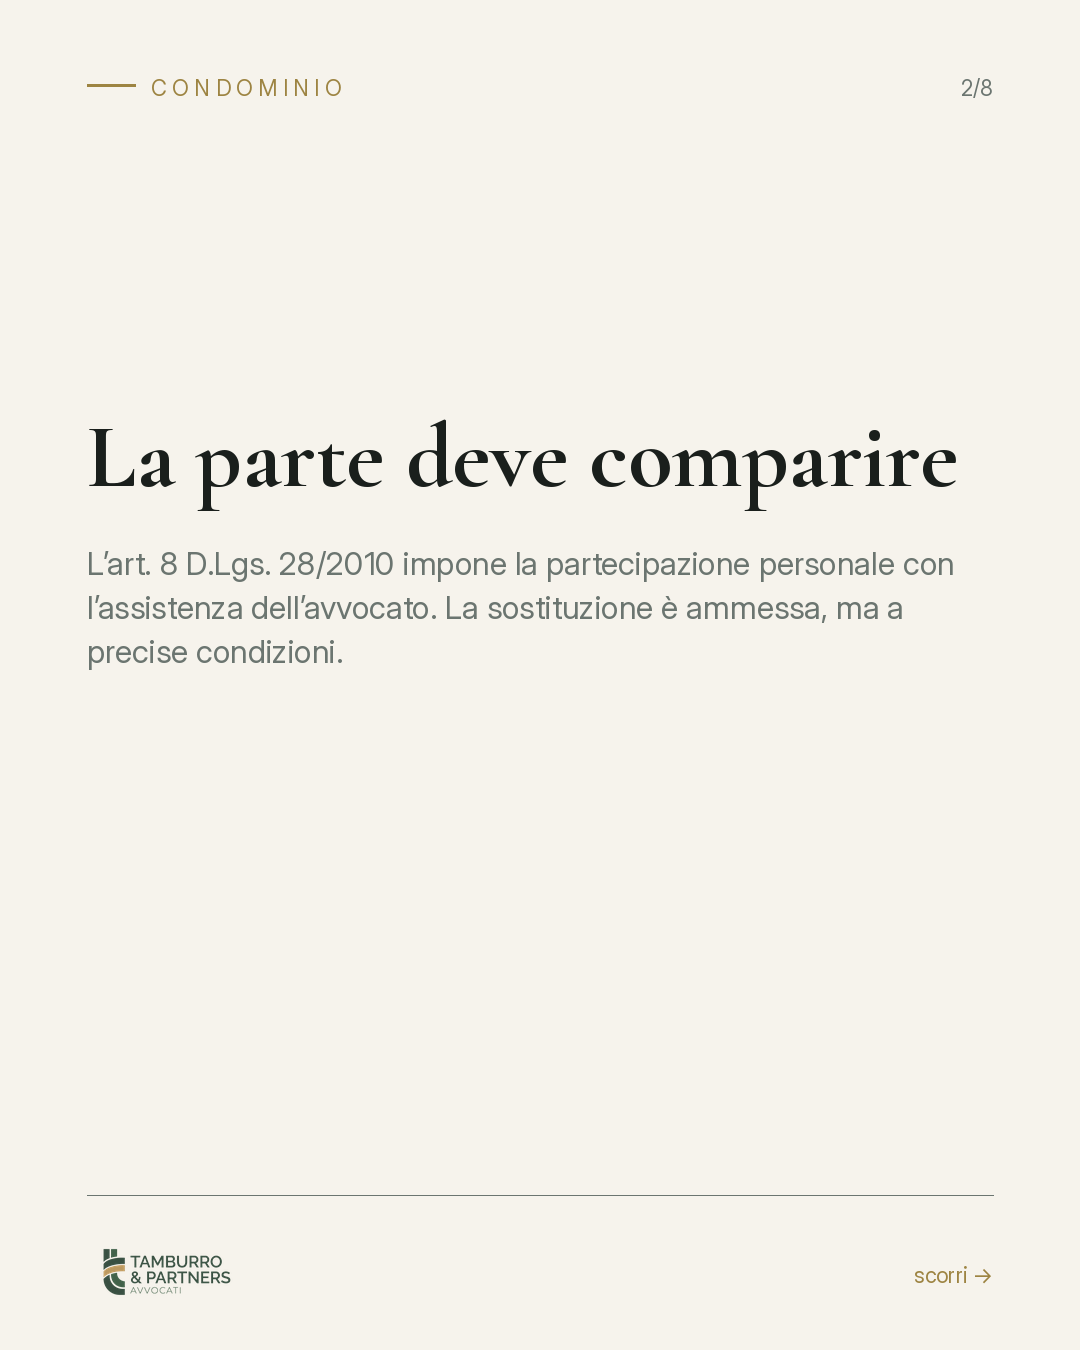 CONDOMINIO
2/8
La parte deve comparire
L’art. 8 D.Lgs. 28/2010 impone la partecipazione personale con
l’assistenza dell’avvocato. La sostituzione è ammessa, ma a
precise condizioni.
TAMBURRO
& PARTNERS
AVVOCATI
scorri →